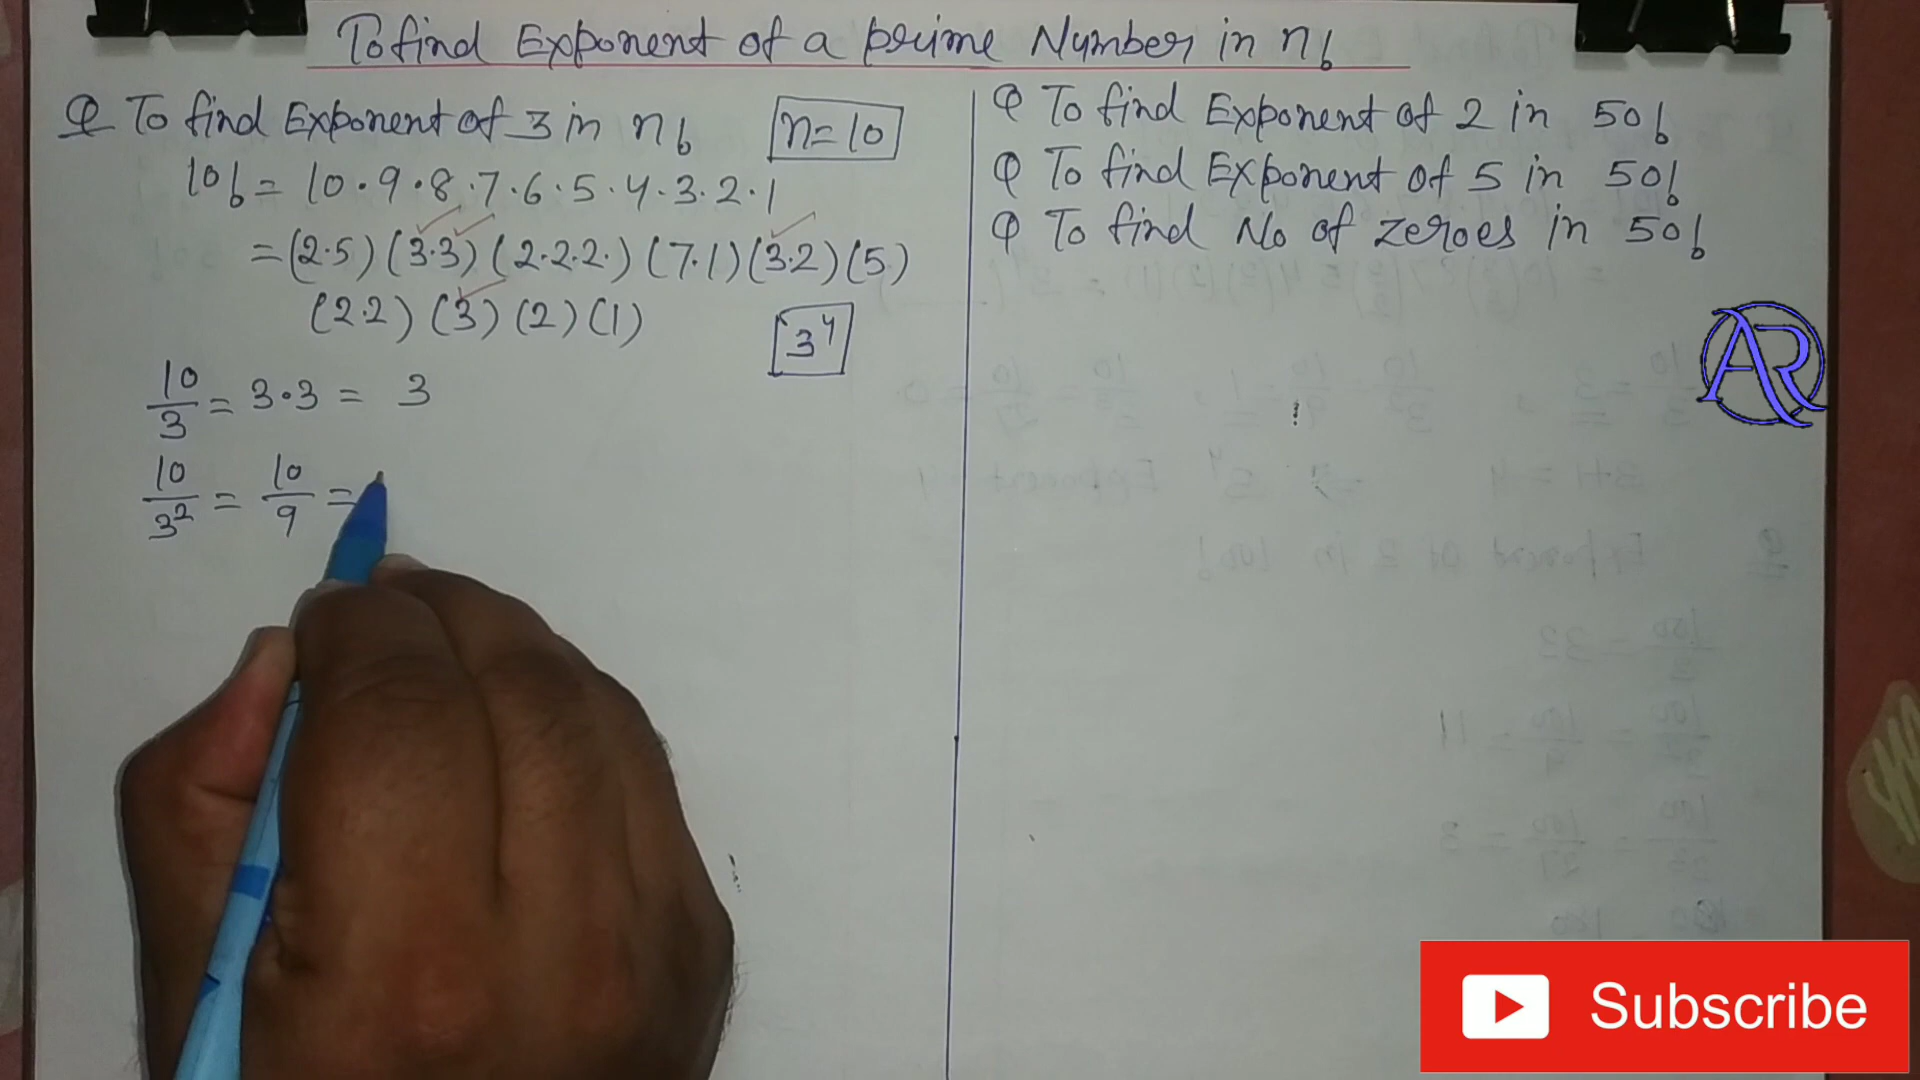 To find Exponent of a prime Number in n!
Q To find Exponent of 3 in n! n=10
10! = 10·9·8·7·6·5·4·3·2·1
=(2·5)(3·3)(2·2·2·)(7·1)(3·2)(5)
(2·2)(3)(2)(1) 3⁴
10/3 = 3·3 = 3
10/3² = 10/9 =
Q To find Exponent of 2 in 50!
Q To find Exponent of 5 in 50!
Q To find No of zeroes in 50!
AR
Subscribe